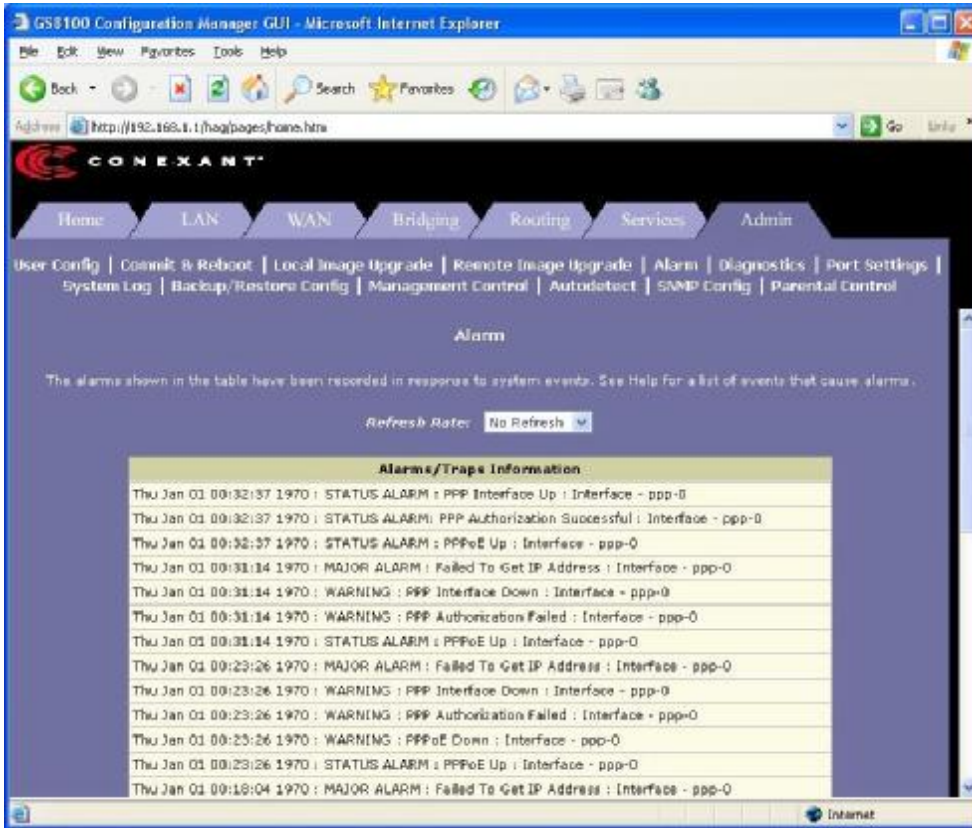 GS8100 Configuration Manager GUI - Microsoft Internet Explorer
File Edit View Favorites Tools Help
Back Search Favorites
Address http://192.168.1.1/hag/pages/home.htm Go Links
CONEXANT
Home LAN WAN Bridging Routing Services Admin
User Config | Commit & Reboot | Local Image Upgrade | Remote Image Upgrade | Alarm | Diagnostics | Port Settings |
System Log | Backup/Restore Config | Management Control | Autodetect | SNMP Config | Parental Control
Alarm
The alarms shown in the table have been recorded in response to system events. See Help for a list of events that cause alarms.
Refresh Rate: No Refresh
Alarms/Traps Information
Thu Jan 01 00:32:37 1970 : STATUS ALARM : PPP Interface Up : Interface - ppp-0
Thu Jan 01 00:32:37 1970 : STATUS ALARM: PPP Authorization Successful : Interface - ppp-0
Thu Jan 01 00:32:37 1970 : STATUS ALARM : PPPoE Up : Interface - ppp-0
Thu Jan 01 00:31:14 1970 : MAJOR ALARM : Failed To Get IP Address : Interface - ppp-0
Thu Jan 01 00:31:14 1970 : WARNING : PPP Interface Down : Interface - ppp-0
Thu Jan 01 00:31:14 1970 : WARNING : PPP Authorization Failed : Interface - ppp-0
Thu Jan 01 00:31:14 1970 : STATUS ALARM : PPPoE Up : Interface - ppp-0
Thu Jan 01 00:23:26 1970 : MAJOR ALARM : Failed To Get IP Address : Interface - ppp-0
Thu Jan 01 00:23:26 1970 : WARNING : PPP Interface Down : Interface - ppp-0
Thu Jan 01 00:23:26 1970 : WARNING : PPP Authorization Failed : Interface - ppp-0
Thu Jan 01 00:23:26 1970 : WARNING : PPPoE Down : Interface - ppp-0
Thu Jan 01 00:23:26 1970 : STATUS ALARM : PPPoE Up : Interface - ppp-0
Thu Jan 01 00:18:04 1970 : MAJOR ALARM : Failed To Get IP Address : Interface - ppp-0
Internet